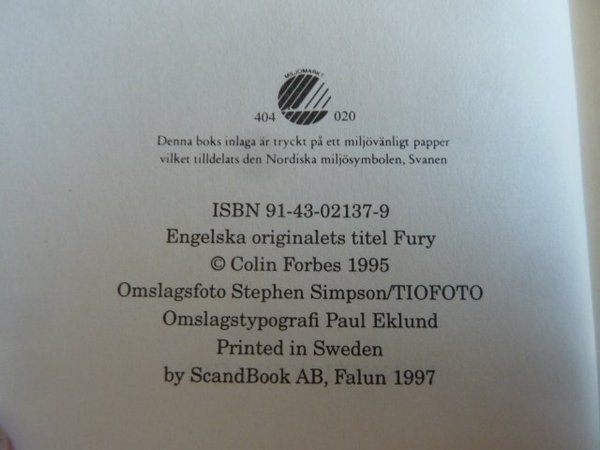 MILJÖMÄRKT
404 020
Denna boks inlaga är tryckt på ett miljövänligt papper
vilket tilldelats den Nordiska miljösymbolen, Svanen
ISBN 91-43-02137-9
Engelska originalets titel Fury
© Colin Forbes 1995
Omslagsfoto Stephen Simpson/TIOFOTO
Omslagstypografi Paul Eklund
Printed in Sweden
by ScandBook AB, Falun 1997